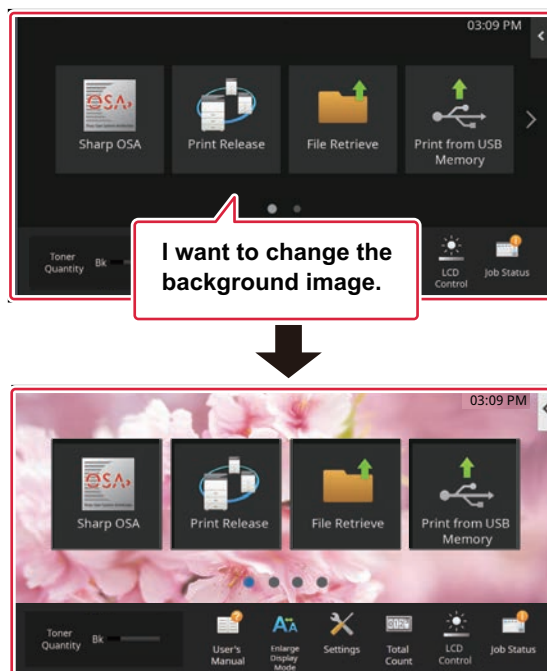 03:09 PM
OSA
Sharp OSA
Print Release
File Retrieve
Print from USB
Memory
I want to change the
background image.
Toner
Quantity
Bk
LCD
Control
Job Status
03:09 PM
OSA
Sharp OSA
Print Release
File Retrieve
Print from USB
Memory
Toner
Quantity
Bk
User's
Manual
Enlarge
Display
Mode
Settings
Total
Count
LCD
Control
Job Status